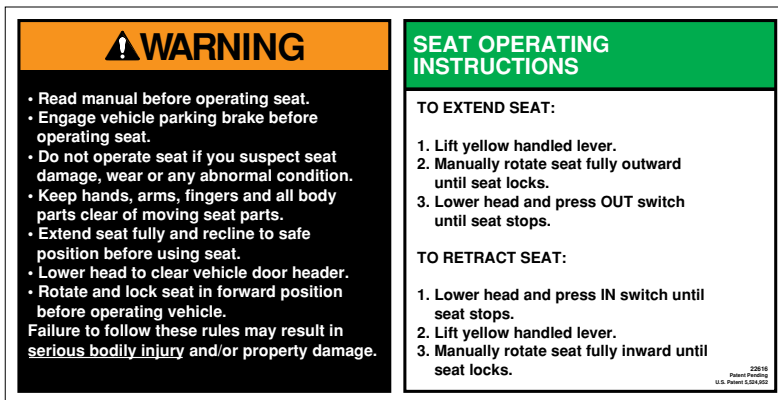 WARNING
• Read manual before operating seat.
• Engage vehicle parking brake before
operating seat.
• Do not operate seat if you suspect seat
damage, wear or any abnormal condition.
• Keep hands, arms, fingers and all body
parts clear of moving seat parts.
• Extend seat fully and recline to safe
position before using seat.
• Lower head to clear vehicle door header.
• Rotate and lock seat in forward position
before operating vehicle.
Failure to follow these rules may result in
serious bodily injury and/or property damage.
SEAT OPERATING
INSTRUCTIONS
TO EXTEND SEAT:
1. Lift yellow handled lever.
2. Manually rotate seat fully outward
until seat locks.
3. Lower head and press OUT switch
until seat stops.
TO RETRACT SEAT:
1. Lower head and press IN switch until
seat stops.
2. Lift yellow handled lever.
3. Manually rotate seat fully inward until
seat locks.
22616
Patent Pending
U.S. Patent 5,524,952